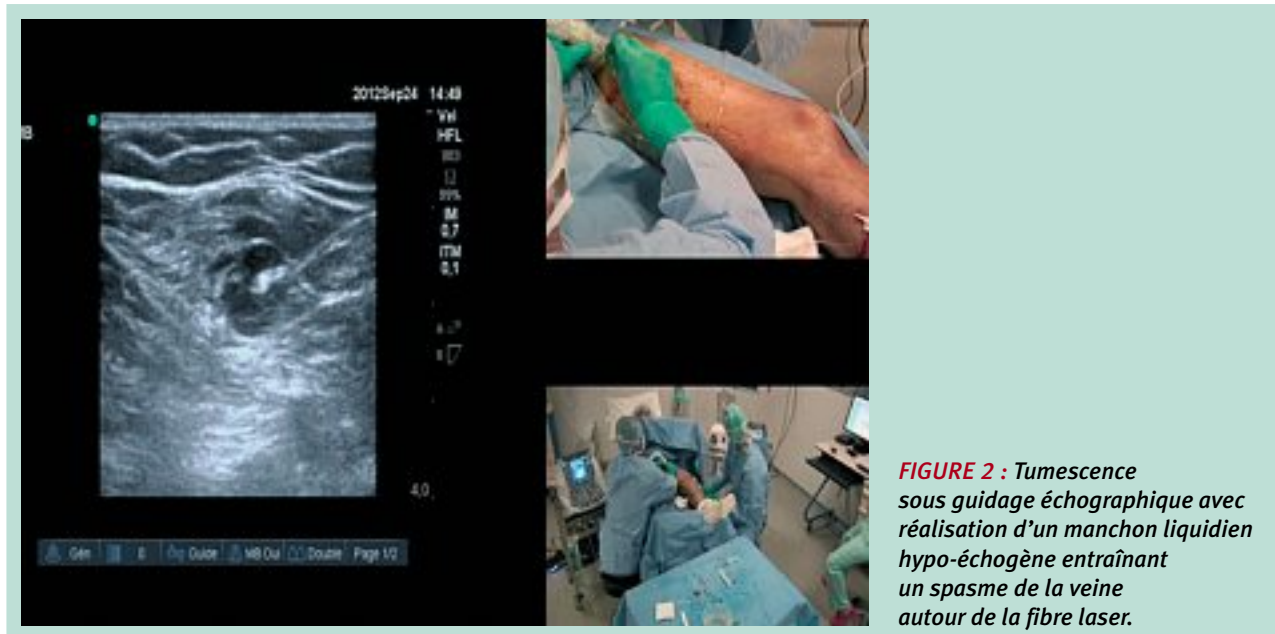 2012Sep24 14:49
B
HFL
99%
IM
0,7
ITM
0,1
4,0
Gén 0 Guide MB Oui Double Page 1/2
FIGURE 2 : Tumescence
sous guidage échographique avec
réalisation d'un manchon liquidien
hypo-échogène entraînant
un spasme de la veine
autour de la fibre laser.